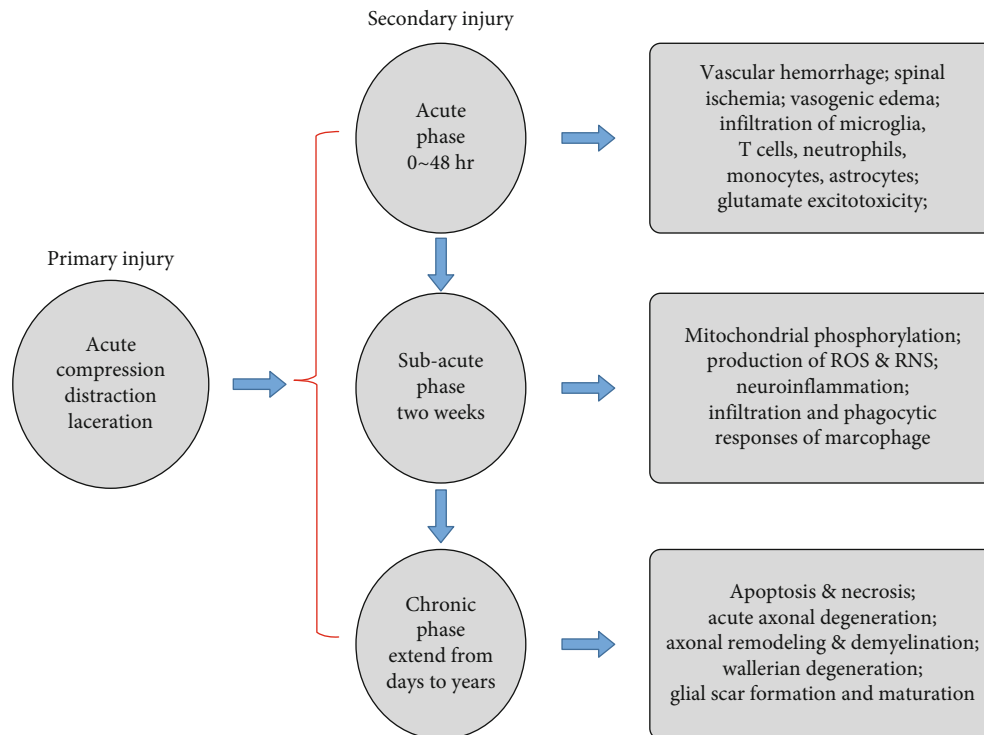 Secondary injury
Acute
phase
0~48 hr
Vascular hemorrhage; spinal
ischemia; vasogenic edema;
infiltration of microglia,
T cells, neutrophils,
monocytes, astrocytes;
glutamate excitotoxicity;
Primary injury
Acute
compression
distraction
laceration
Sub-acute
phase
two weeks
Mitochondrial phosphorylation;
production of ROS & RNS;
neuroinflammation;
infiltration and phagocytic
responses of marcophage
Chronic
phase
extend from
days to years
Apoptosis & necrosis;
acute axonal degeneration;
axonal remodeling & demyelination;
wallerian degeneration;
glial scar formation and maturation